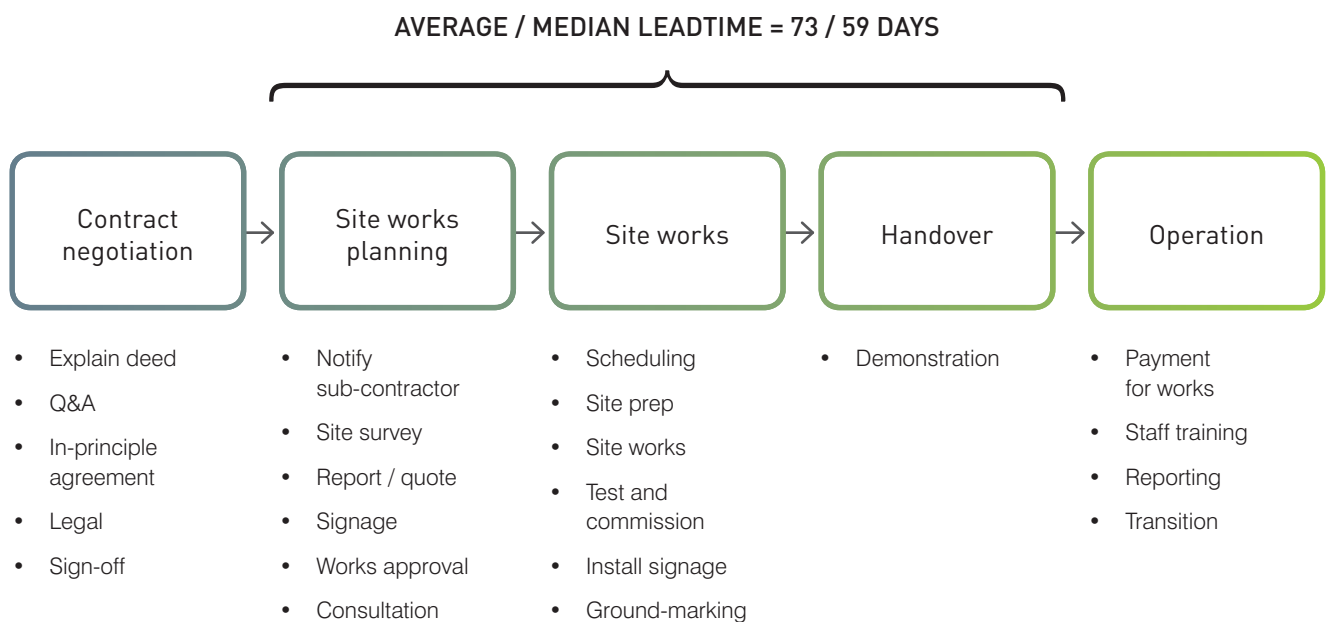 AVERAGE / MEDIAN LEADTIME = 73 / 59 DAYS
Contract
negotiation
Site works
planning
Site works
Handover
Operation
• Explain deed
• Q&A
• In-principle
agreement
• Legal
• Sign-off
• Notify
sub-contractor
• Site survey
• Report / quote
• Signage
• Works approval
• Consultation
• Scheduling
• Site prep
• Site works
• Test and
commission
• Install signage
• Ground-marking
• Demonstration
• Payment
for works
• Staff training
• Reporting
• Transition